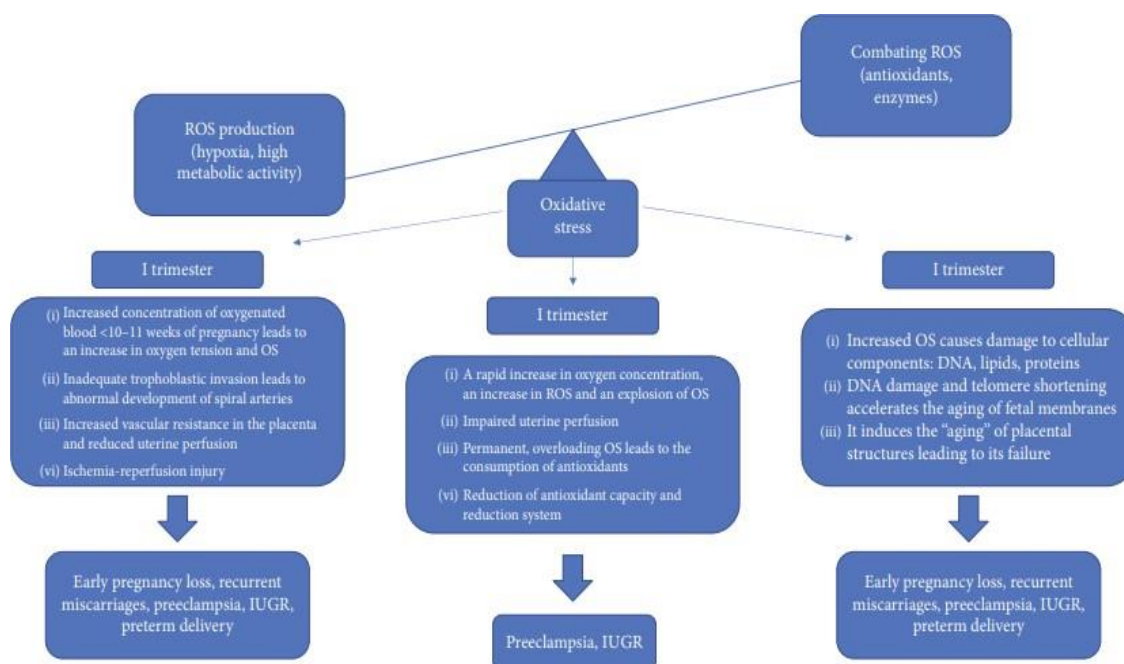 Combating ROS
(antioxidants,
enzymes)
ROS production
(hypoxia, high
metabolic activity)
Oxidative
stress
I trimester
(i) Increased concentration of oxygenated
blood <10–11 weeks of pregnancy leads to
an increase in oxygen tension and OS
(ii) Inadequate trophoblastic invasion leads to
abnormal development of spiral arteries
(iii) Increased vascular resistance in the placenta
and reduced uterine perfusion
(vi) Ischemia-reperfusion injury
Early pregnancy loss, recurrent
miscarriages, preeclampsia, IUGR,
preterm delivery
I trimester
(i) A rapid increase in oxygen concentration,
an increase in ROS and an explosion of OS
(ii) Impaired uterine perfusion
(iii) Permanent, overloading OS leads to the
consumption of antioxidants
(vi) Reduction of antioxidant capacity and
reduction system
Preeclampsia, IUGR
I trimester
(i) Increased OS causes damage to cellular
components: DNA, lipids, proteins
(ii) DNA damage and telomere shortening
accelerates the aging of fetal membranes
(iii) It induces the “aging” of placental
structures leading to its failure
Early pregnancy loss, recurrent
miscarriages, preeclampsia, IUGR,
preterm delivery